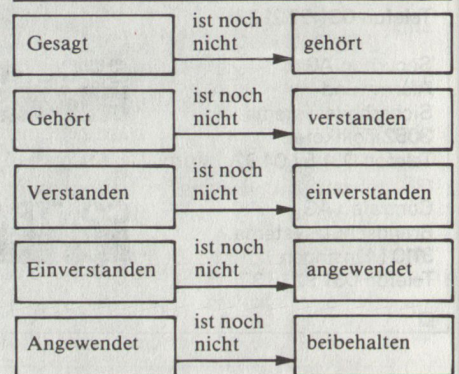 Gesagt ist noch nicht gehört
Gehört ist noch nicht verstanden
Verstanden ist noch nicht einverstanden
Einverstanden ist noch nicht angewendet
Angewendet ist noch nicht beibehalten